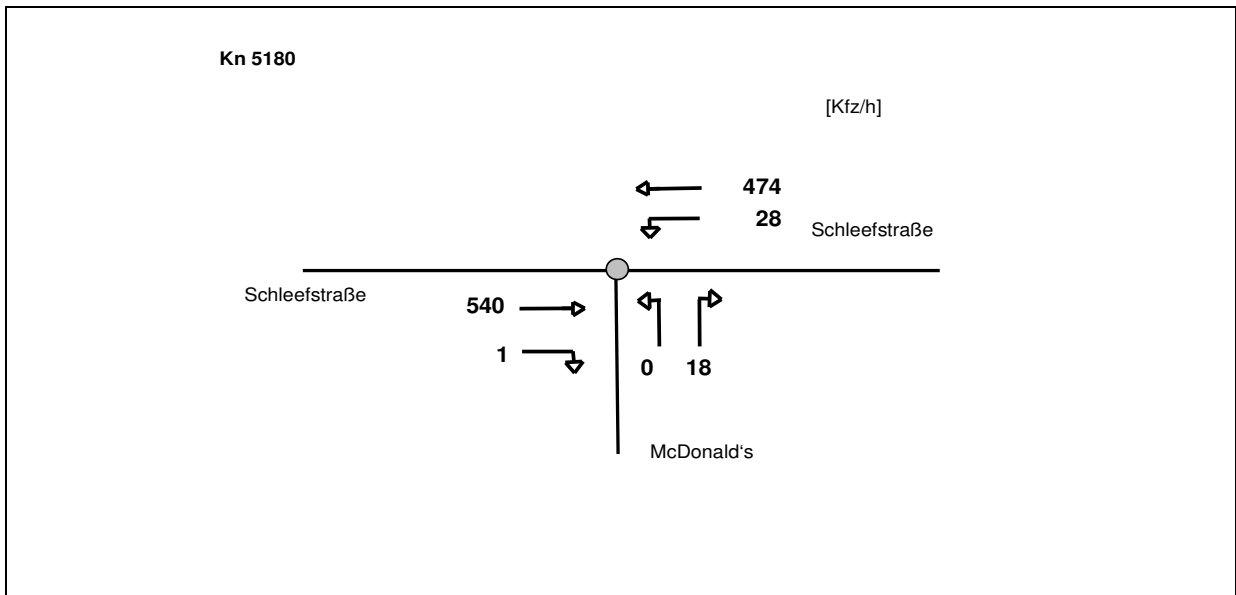 Kn 5180
[Kfz/h]
474
28
Schleefstraße
Schleefstraße
540
1
0 18
McDonald‘s